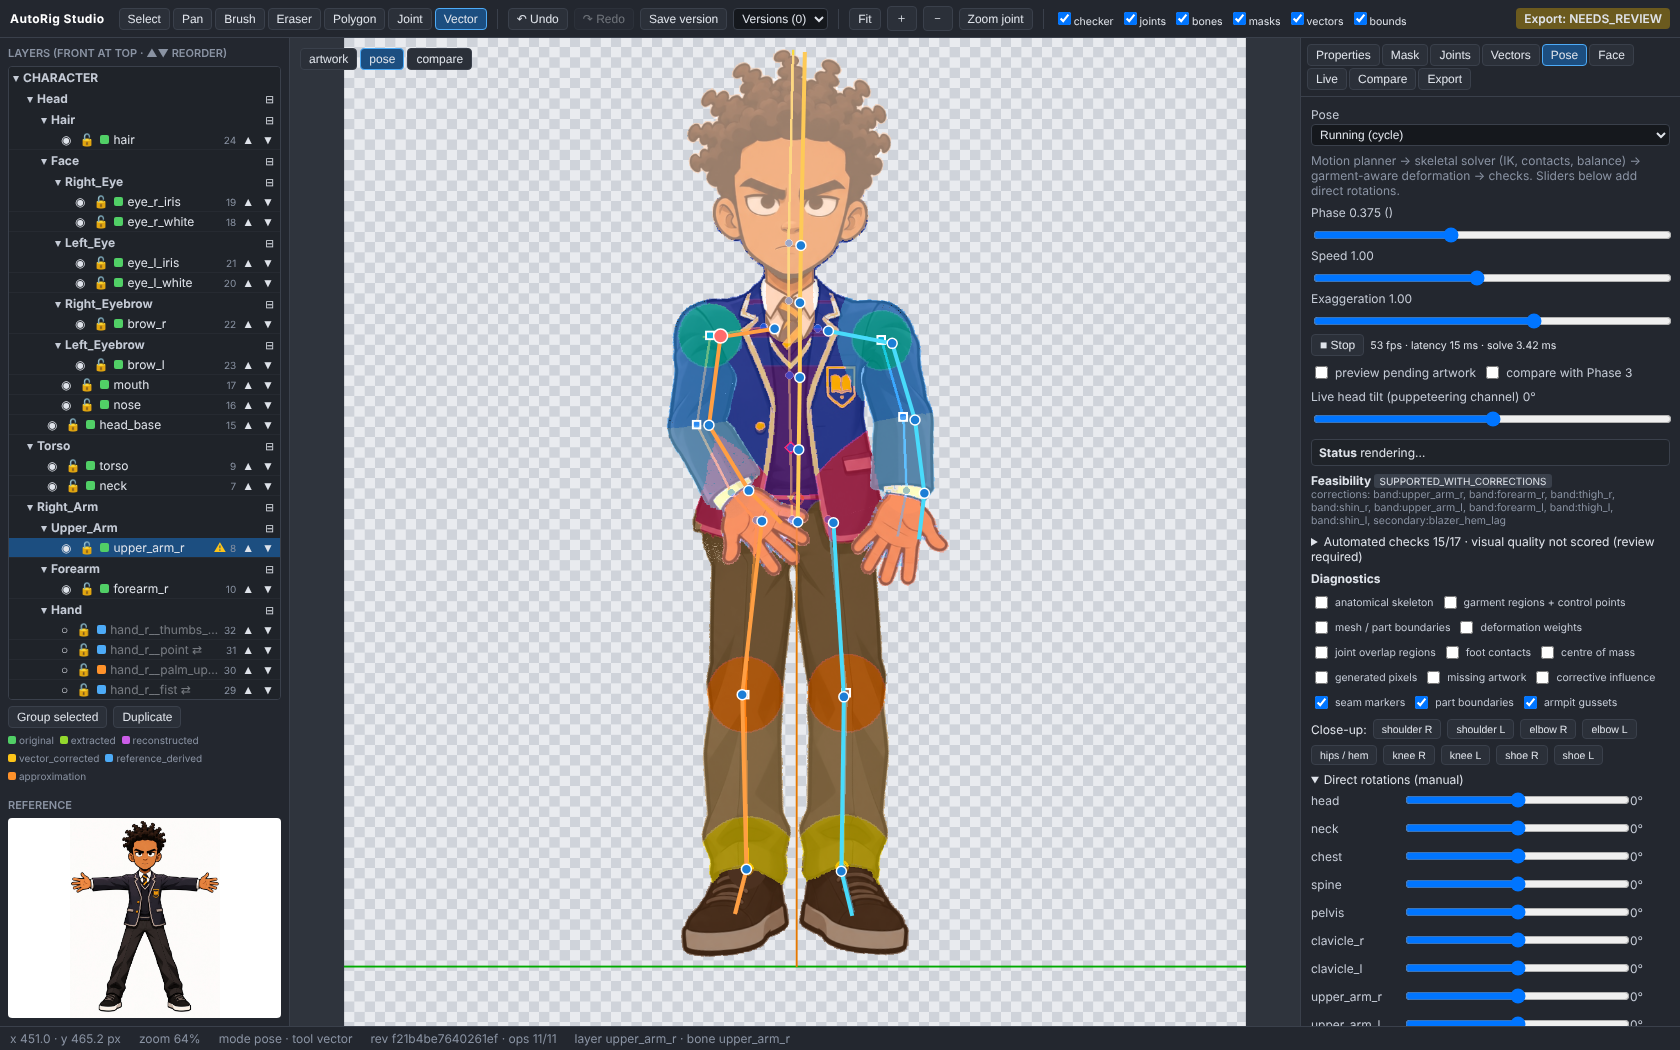 AutoRig Studio Select Pan Brush Eraser Polygon Joint Vector ↶ Undo ↷ Redo Save version Versions (0) Fit + − Zoom joint checker joints bones masks vectors bounds Export: NEEDS_REVIEW
LAYERS (FRONT AT TOP · ▲▼ REORDER)
▼ CHARACTER
▼ Head
▼ Hair
hair 24 ▲ ▼
▼ Face
▼ Right_Eye
eye_r_iris 19 ▲ ▼
eye_r_white 18 ▲ ▼
▼ Left_Eye
eye_l_iris 21 ▲ ▼
eye_l_white 20 ▲ ▼
▼ Right_Eyebrow
brow_r 22 ▲ ▼
▼ Left_Eyebrow
brow_l 23 ▲ ▼
mouth 17 ▲ ▼
nose 16 ▲ ▼
head_base 15 ▲ ▼
▼ Torso
torso 9 ▲ ▼
neck 7 ▲ ▼
▼ Right_Arm
▼ Upper_Arm
upper_arm_r 8 ▲ ▼
▼ Forearm
forearm_r 10 ▲ ▼
▼ Hand
hand_r__thumbs_... 32 ▲ ▼
hand_r__point ⇄ 31 ▲ ▼
hand_r__palm_up... 30 ▲ ▼
hand_r__fist ⇄ 29 ▲ ▼
Group selected Duplicate
original extracted reconstructed
vector_corrected reference_derived
approximation
REFERENCE
artwork pose compare
Properties Mask Joints Vectors Pose Face
Live Compare Export
Pose
Running (cycle)
Motion planner → skeletal solver (IK, contacts, balance) →
garment-aware deformation → checks. Sliders below add
direct rotations.
Phase 0.375 ()
Speed 1.00
Exaggeration 1.00
■ Stop 53 fps · latency 15 ms · solve 3.42 ms
preview pending artwork compare with Phase 3
Live head tilt (puppeteering channel) 0°
Status rendering...
Feasibility SUPPORTED_WITH_CORRECTIONS
corrections: band:upper_arm_r, band:forearm_r, band:thigh_r,
band:shin_r, band:upper_arm_l, band:forearm_l, band:thigh_l,
band:shin_l, secondary:blazer_hem_lag
▶ Automated checks 15/17 · visual quality not scored (review
required)
Diagnostics
anatomical skeleton garment regions + control points
mesh / part boundaries deformation weights
joint overlap regions foot contacts centre of mass
generated pixels missing artwork corrective influence
seam markers part boundaries armpit gussets
Close-up: shoulder R shoulder L elbow R elbow L
hips / hem knee R knee L shoe R shoe L
▼ Direct rotations (manual)
head 0°
neck 0°
chest 0°
spine 0°
pelvis 0°
clavicle_r 0°
clavicle_l 0°
upper_arm_r 0°
upper_arm_l 0°
x 451.0 · y 465.2 px zoom 64% mode pose · tool vector rev f21b4be7640261ef · ops 11/11 layer upper_arm_r · bone upper_arm_r